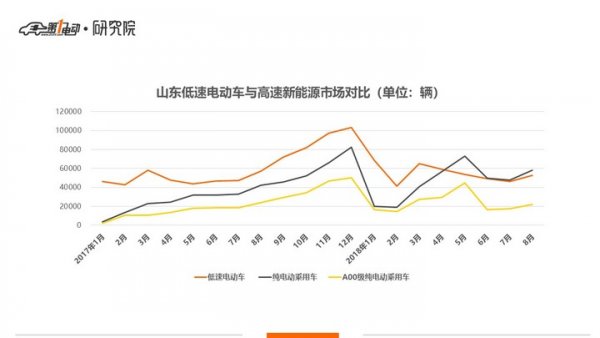 第1电动·研究院
山东低速电动车与高速新能源市场对比（单位：辆）
120000
100000
80000
60000
40000
20000
0
2017年1月 2月 3月 4月 5月 6月 7月 8月 9月 10月 11月 12月 2018年1月 2月 3月 4月 5月 6月 7月 8月
低速电动车 纯电动乘用车 A00级纯电动乘用车